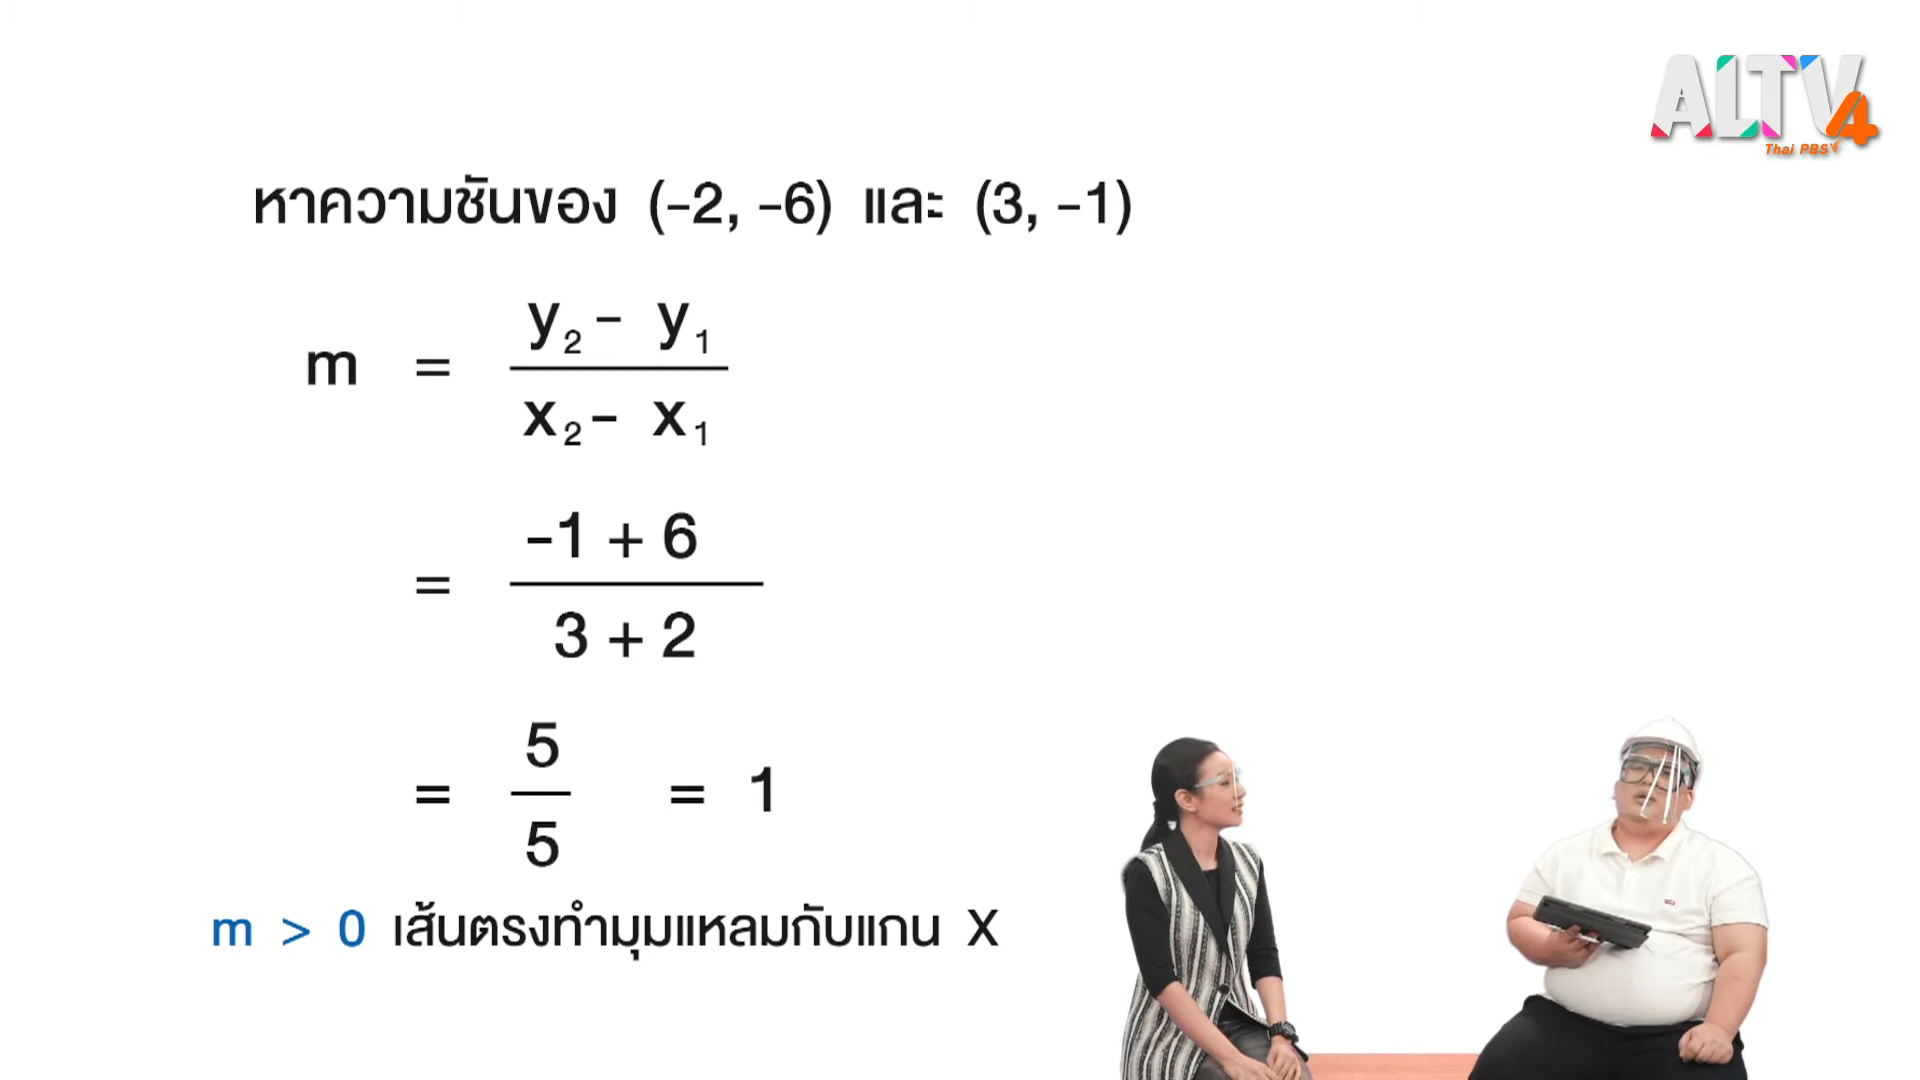 ALTV4
Thai PBS
หาความชันของ (-2, -6) และ (3, -1)
m = y₂ - y₁
x₂ - x₁
= -1 + 6
3 + 2
= 5 = 1
5
m > 0 เส้นตรงทำมุมแหลมกับแกน X